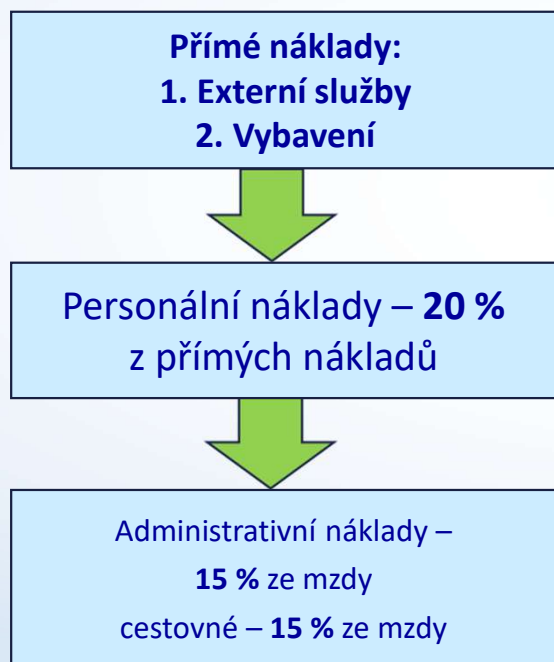 Přímé náklady:
1. Externí služby
2. Vybavení
Personální náklady – 20 %
z přímých nákladů
Administrativní náklady –
15 % ze mzdy
cestovné – 15 % ze mzdy